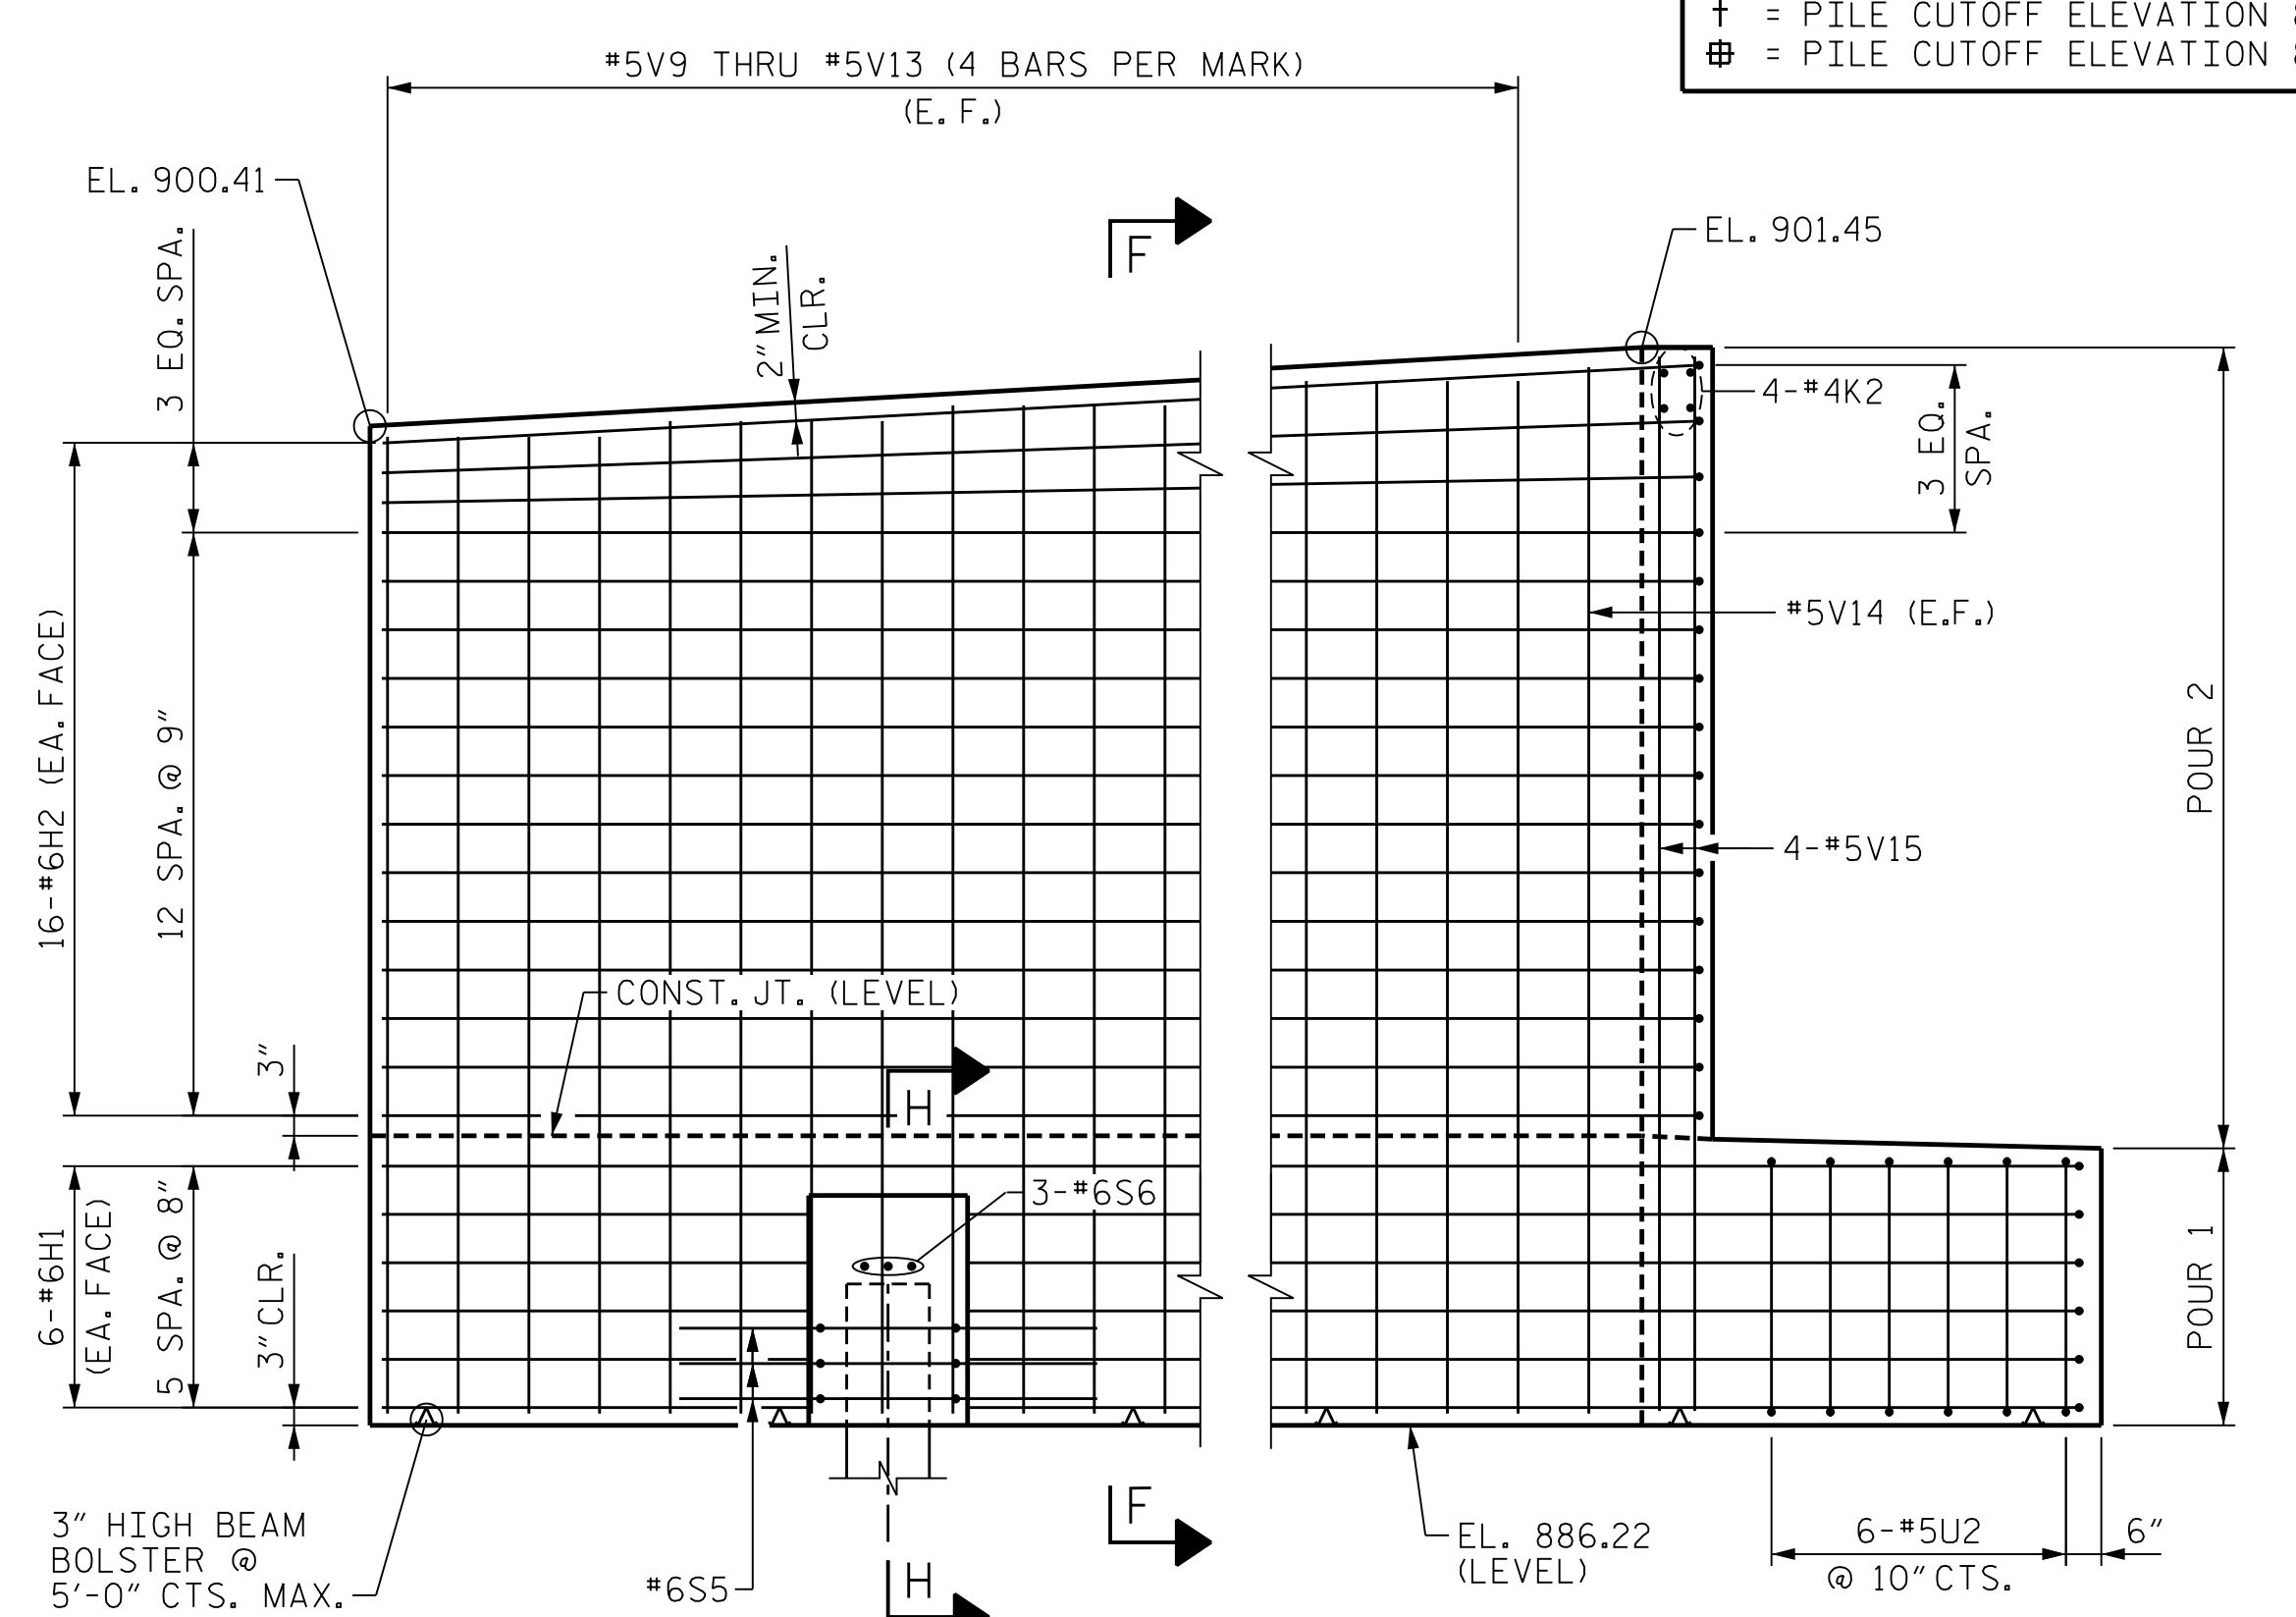 † = PILE CUTOFF ELEVATION
= PILE CUTOFF ELEVATION
#5V9 THRU #5V13 (4 BARS PER MARK)
(E. F.)
EL. 900.41
EL. 901.45
F
2" MIN.
CLR.
3 EQ. SPA.
4-#4K2
3 EQ.
SPA.
#5V14 (E.F.)
16-#6H2 (EA. FACE)
12 SPA. @ 9"
POUR 2
4-#5V15
CONST. JT. (LEVEL)
3"
H
3-#6S6
6-#6H1
(EA. FACE)
5 SPA. @ 8"
3" CLR.
POUR 1
F
3" HIGH BEAM
BOLSTER @
5'-0" CTS. MAX.
#6S5
H
EL. 886.22
(LEVEL)
6-#5U2
@ 10" CTS.
6"